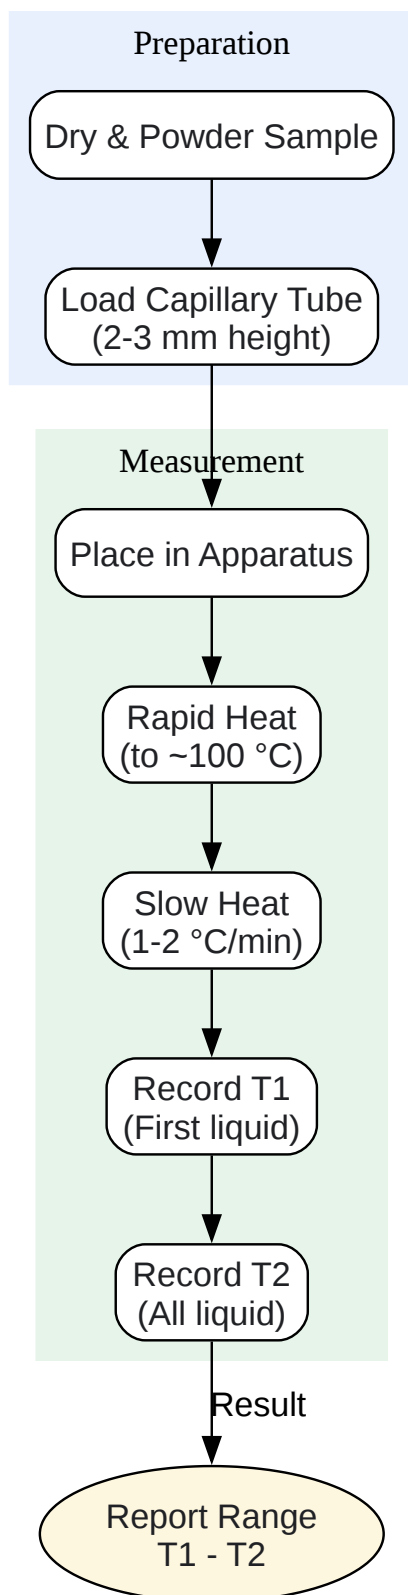 Preparation
Dry & Powder Sample
Load Capillary Tube
(2-3 mm height)
Measurement
Place in Apparatus
Rapid Heat
(to ~100 °C)
Slow Heat
(1-2 °C/min)
Record T1
(First liquid)
Record T2
(All liquid)
Result
Report Range
T1 - T2